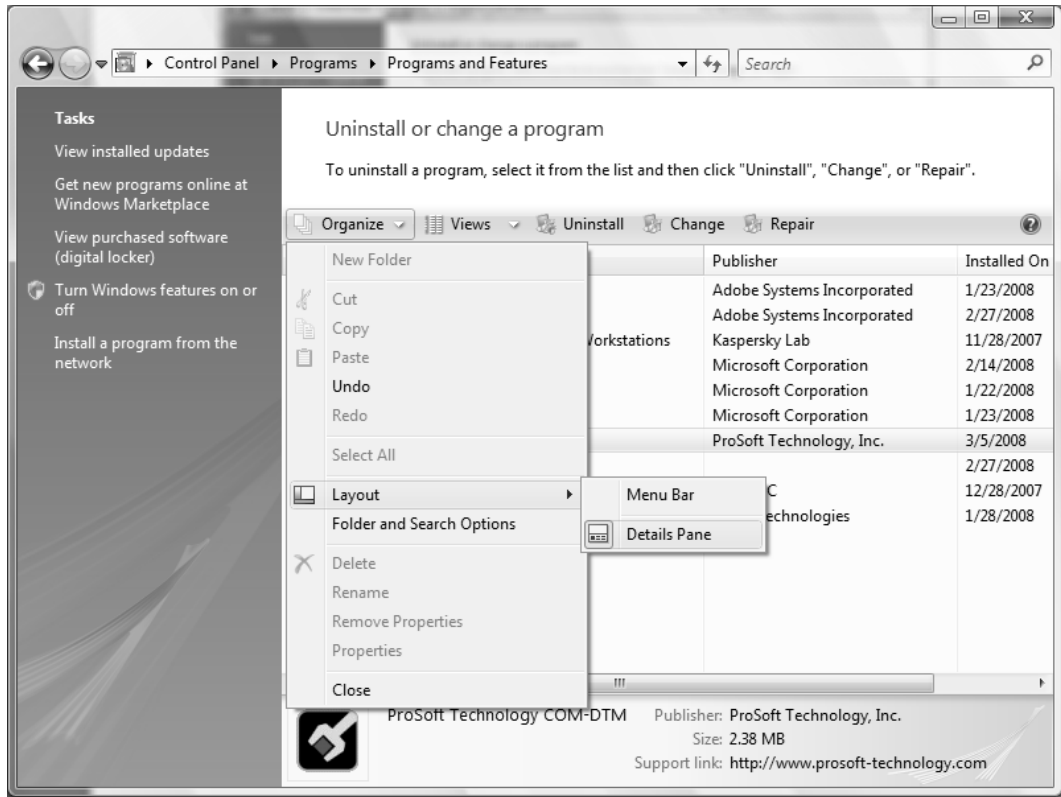 Control Panel ▸ Programs ▸ Programs and Features
Search
Tasks
View installed updates
Get new programs online at
Windows Marketplace
View purchased software
(digital locker)
Turn Windows features on or
off
Install a program from the
network
Uninstall or change a program
To uninstall a program, select it from the list and then click "Uninstall", "Change", or "Repair".
Organize Views Uninstall Change Repair
New Folder
Cut
Copy
Paste
Undo
Redo
Select All
Layout
Folder and Search Options
Delete
Rename
Remove Properties
Properties
Close
Menu Bar
Details Pane
Publisher Installed On
Adobe Systems Incorporated 1/23/2008
Adobe Systems Incorporated 2/27/2008
Kaspersky Lab 11/28/2007
Microsoft Corporation 2/14/2008
Microsoft Corporation 1/22/2008
Microsoft Corporation 1/23/2008
ProSoft Technology, Inc. 3/5/2008
2/27/2008
C 12/28/2007
echnologies 1/28/2008
ProSoft Technology COM-DTM Publisher: ProSoft Technology, Inc.
Size: 2.38 MB
Support link: http://www.prosoft-technology.com